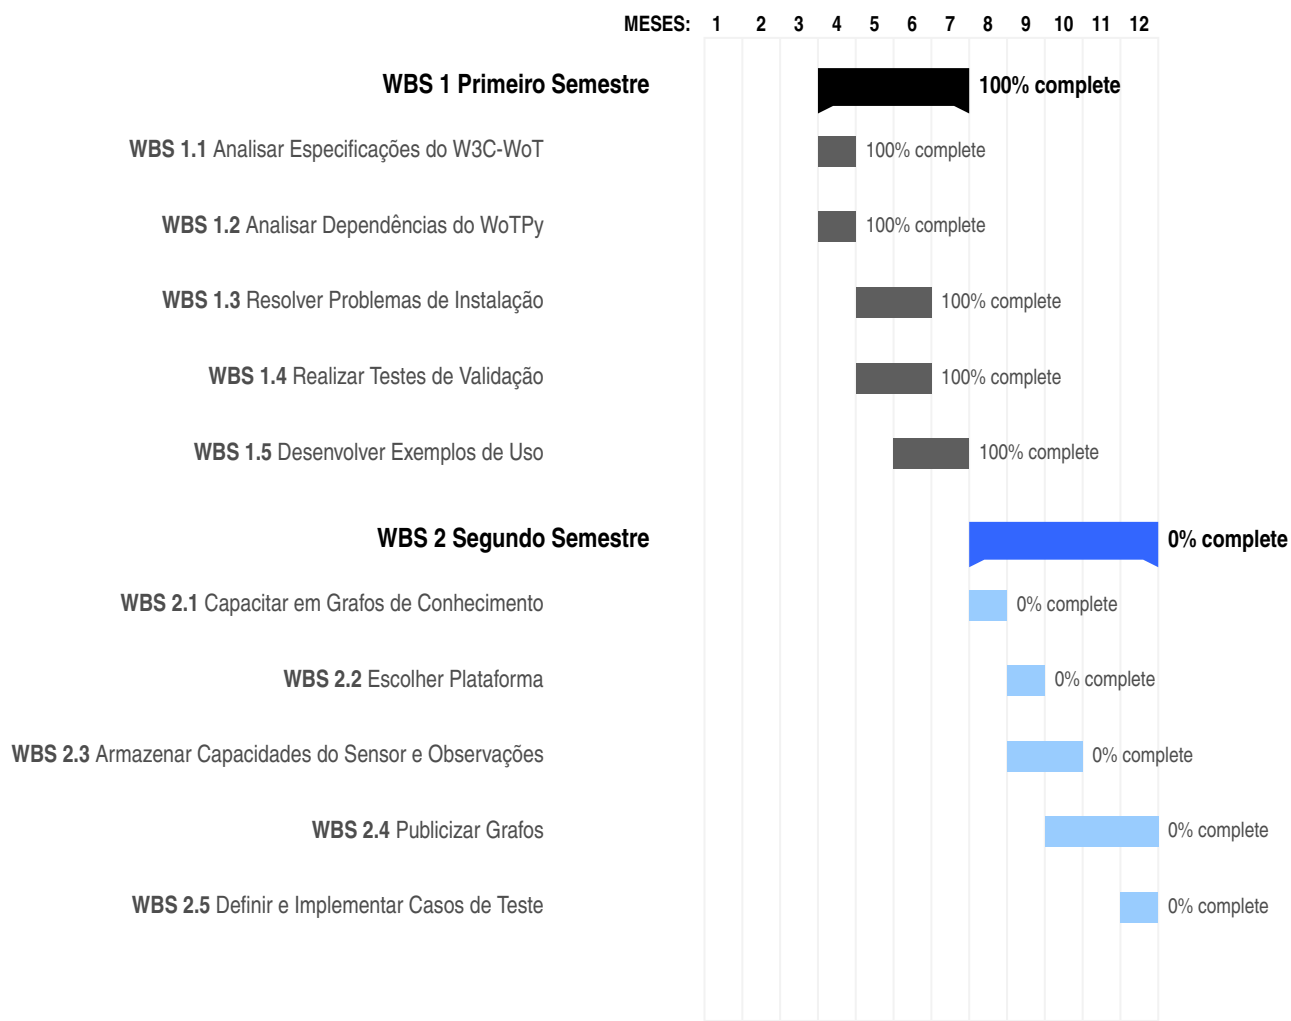 MESES: 1 2 3 4 5 6 7 8 9 10 11 12
WBS 1 Primeiro Semestre 100% complete
WBS 1.1 Analisar Especificações do W3C-WoT 100% complete
WBS 1.2 Analisar Dependências do WoTPy 100% complete
WBS 1.3 Resolver Problemas de Instalação 100% complete
WBS 1.4 Realizar Testes de Validação 100% complete
WBS 1.5 Desenvolver Exemplos de Uso 100% complete
WBS 2 Segundo Semestre 0% complete
WBS 2.1 Capacitar em Grafos de Conhecimento 0% complete
WBS 2.2 Escolher Plataforma 0% complete
WBS 2.3 Armazenar Capacidades do Sensor e Observações 0% complete
WBS 2.4 Publicizar Grafos 0% complete
WBS 2.5 Definir e Implementar Casos de Teste 0% complete